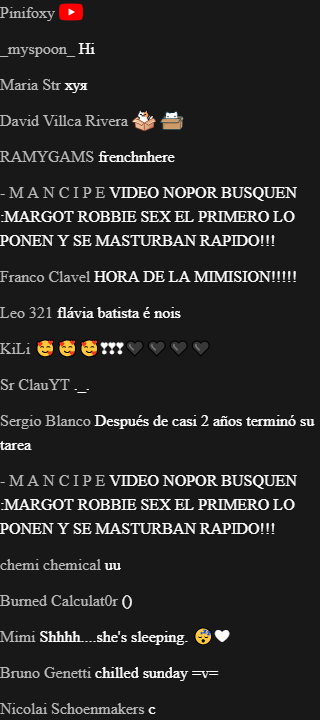 Pinifoxy
_myspoon_ Hi
Maria Str хуя
David Villca Rivera
RAMYGAMS frenchnhere
- M A N C I P E VIDEO NOPOR BUSQUEN
:MARGOT ROBBIE SEX EL PRIMERO LO
PONEN Y SE MASTURBAN RAPIDO!!!
Franco Clavel HORA DE LA MIMISION!!!!!
Leo 321 flávia batista é nois
KiLi 🥰 🥰 🥰 ❣❣❣ 🖤 🖤 🖤 🖤
Sr ClauYT ._.
Sergio Blanco Después de casi 2 años terminó su
tarea
- M A N C I P E VIDEO NOPOR BUSQUEN
:MARGOT ROBBIE SEX EL PRIMERO LO
PONEN Y SE MASTURBAN RAPIDO!!!
chemi chemical uu
Burned Calculat0r ()
Mimi Shhhh....she's sleeping. 😴🤍
Bruno Genetti chilled sunday =v=
Nicolai Schoenmakers c